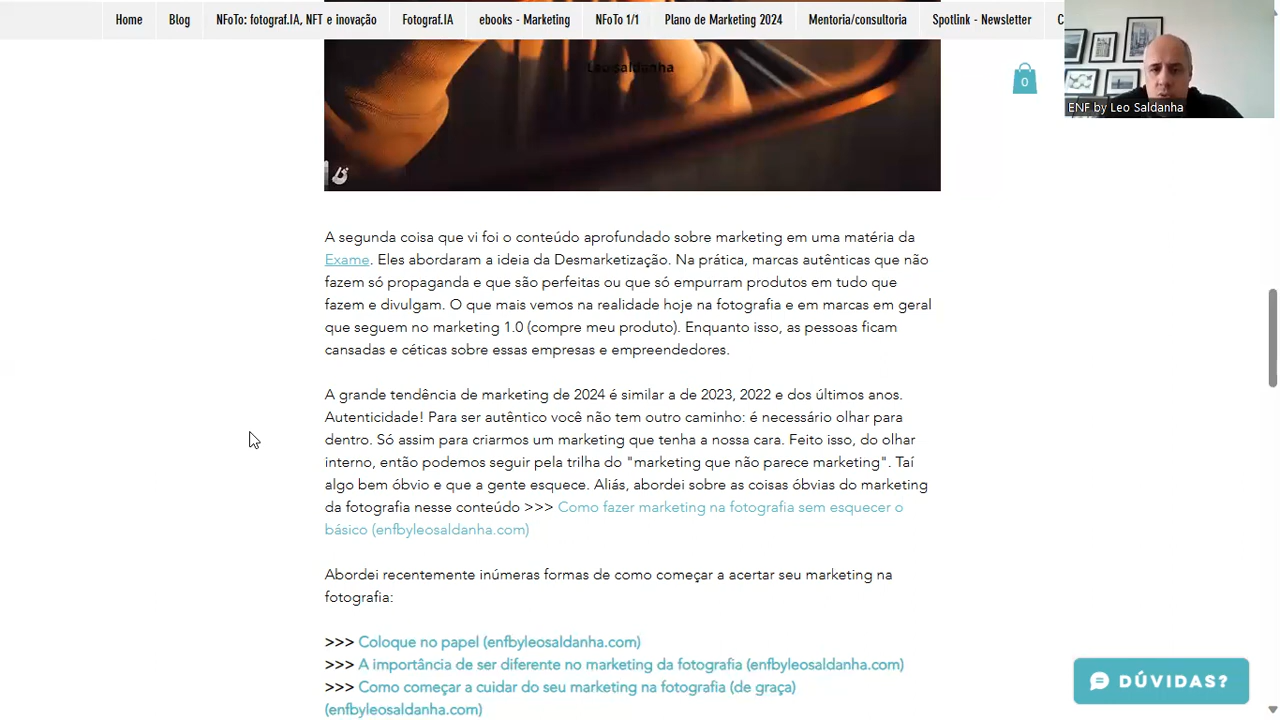 Home Blog NFoTo: fotograf.IA, NFT e inovação Fotograf.IA ebooks - Marketing NFoTo 1/1 Plano de Marketing 2024 Mentoria/consultoria Spotlink - Newsletter C
Leo saldanha
0
ENF by Leo Saldanha
A segunda coisa que vi foi o conteúdo aprofundado sobre marketing em uma matéria da
Exame. Eles abordaram a ideia da Desmarketização. Na prática, marcas autênticas que não
fazem só propaganda e que são perfeitas ou que só empurram produtos em tudo que
fazem e divulgam. O que mais vemos na realidade hoje na fotografia e em marcas em geral
que seguem no marketing 1.0 (compre meu produto). Enquanto isso, as pessoas ficam
cansadas e céticas sobre essas empresas e empreendedores.
A grande tendência de marketing de 2024 é similar a de 2023, 2022 e dos últimos anos.
Autenticidade! Para ser autêntico você não tem outro caminho: é necessário olhar para
dentro. Só assim para criarmos um marketing que tenha a nossa cara. Feito isso, do olhar
interno, então podemos seguir pela trilha do "marketing que não parece marketing". Taí
algo bem óbvio e que a gente esquece. Aliás, abordei sobre as coisas óbvias do marketing
da fotografia nesse conteúdo >>> Como fazer marketing na fotografia sem esquecer o
básico (enfbyleosaldanha.com)
Abordei recentemente inúmeras formas de como começar a acertar seu marketing na
fotografia:
>>> Coloque no papel (enfbyleosaldanha.com)
>>> A importância de ser diferente no marketing da fotografia (enfbyleosaldanha.com)
>>> Como começar a cuidar do seu marketing na fotografia (de graça)
(enfbyleosaldanha.com)
DÚVIDAS?